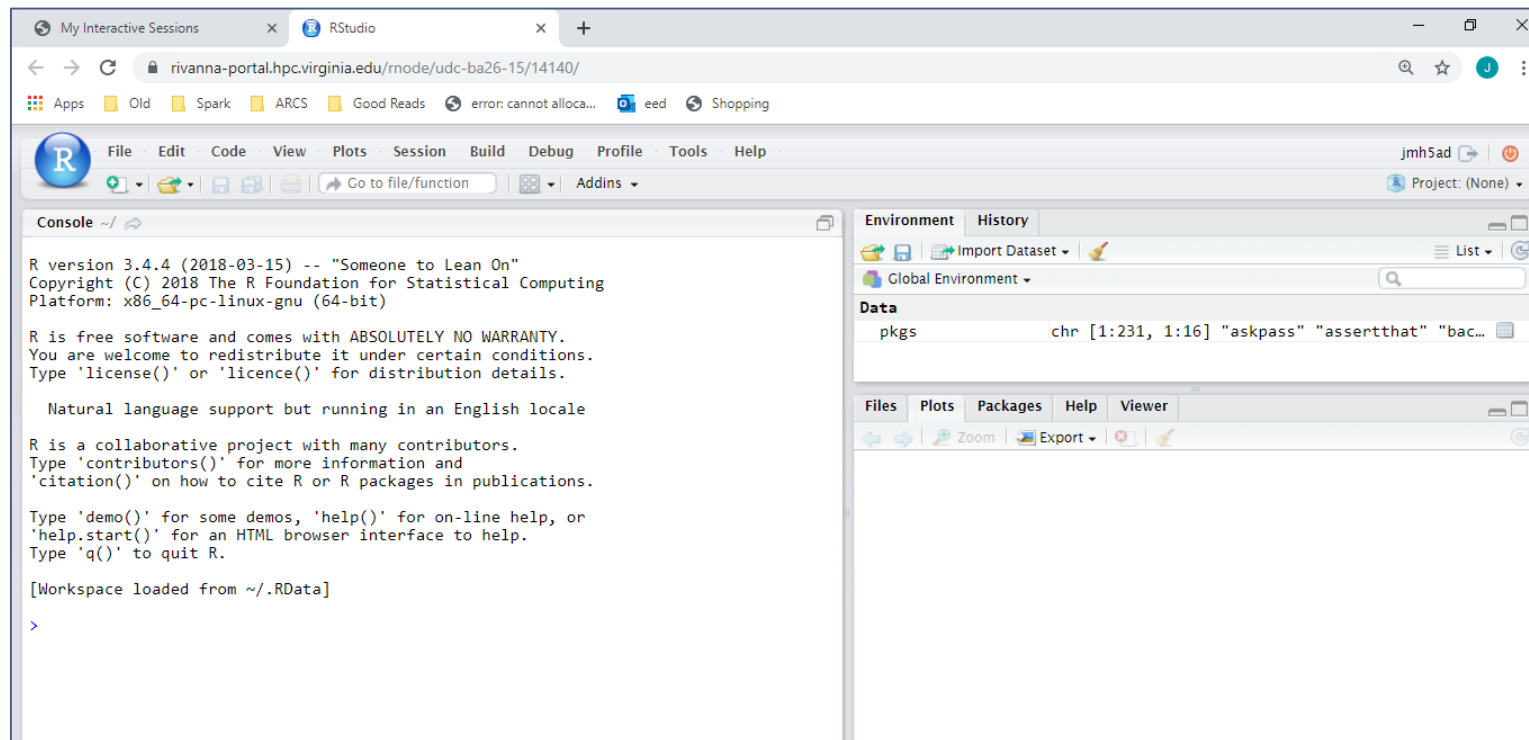 My Interactive Sessions
RStudio
rivanna-portal.hpc.virginia.edu/rnode/udc-ba26-15/14140/
J
Apps Old Spark ARCS Good Reads error: cannot alloca... eed Shopping
R File Edit Code View Plots Session Build Debug Profile Tools Help
jmh5ad
Go to file/function Addins
Project: (None)
Console ~/
R version 3.4.4 (2018-03-15) -- "Someone to Lean On"
Copyright (C) 2018 The R Foundation for Statistical Computing
Platform: x86_64-pc-linux-gnu (64-bit)
R is free software and comes with ABSOLUTELY NO WARRANTY.
You are welcome to redistribute it under certain conditions.
Type 'license()' or 'licence()' for distribution details.
Natural language support but running in an English locale
R is a collaborative project with many contributors.
Type 'contributors()' for more information and
'citation()' on how to cite R or R packages in publications.
Type 'demo()' for some demos, 'help()' for on-line help, or
'help.start()' for an HTML browser interface to help.
Type 'q()' to quit R.
[Workspace loaded from ~/.RData]
>
Environment History
Import Dataset List
Global Environment
Data
pkgs chr [1:231, 1:16] "askpass" "assertthat" "bac…
Files Plots Packages Help Viewer
Zoom Export